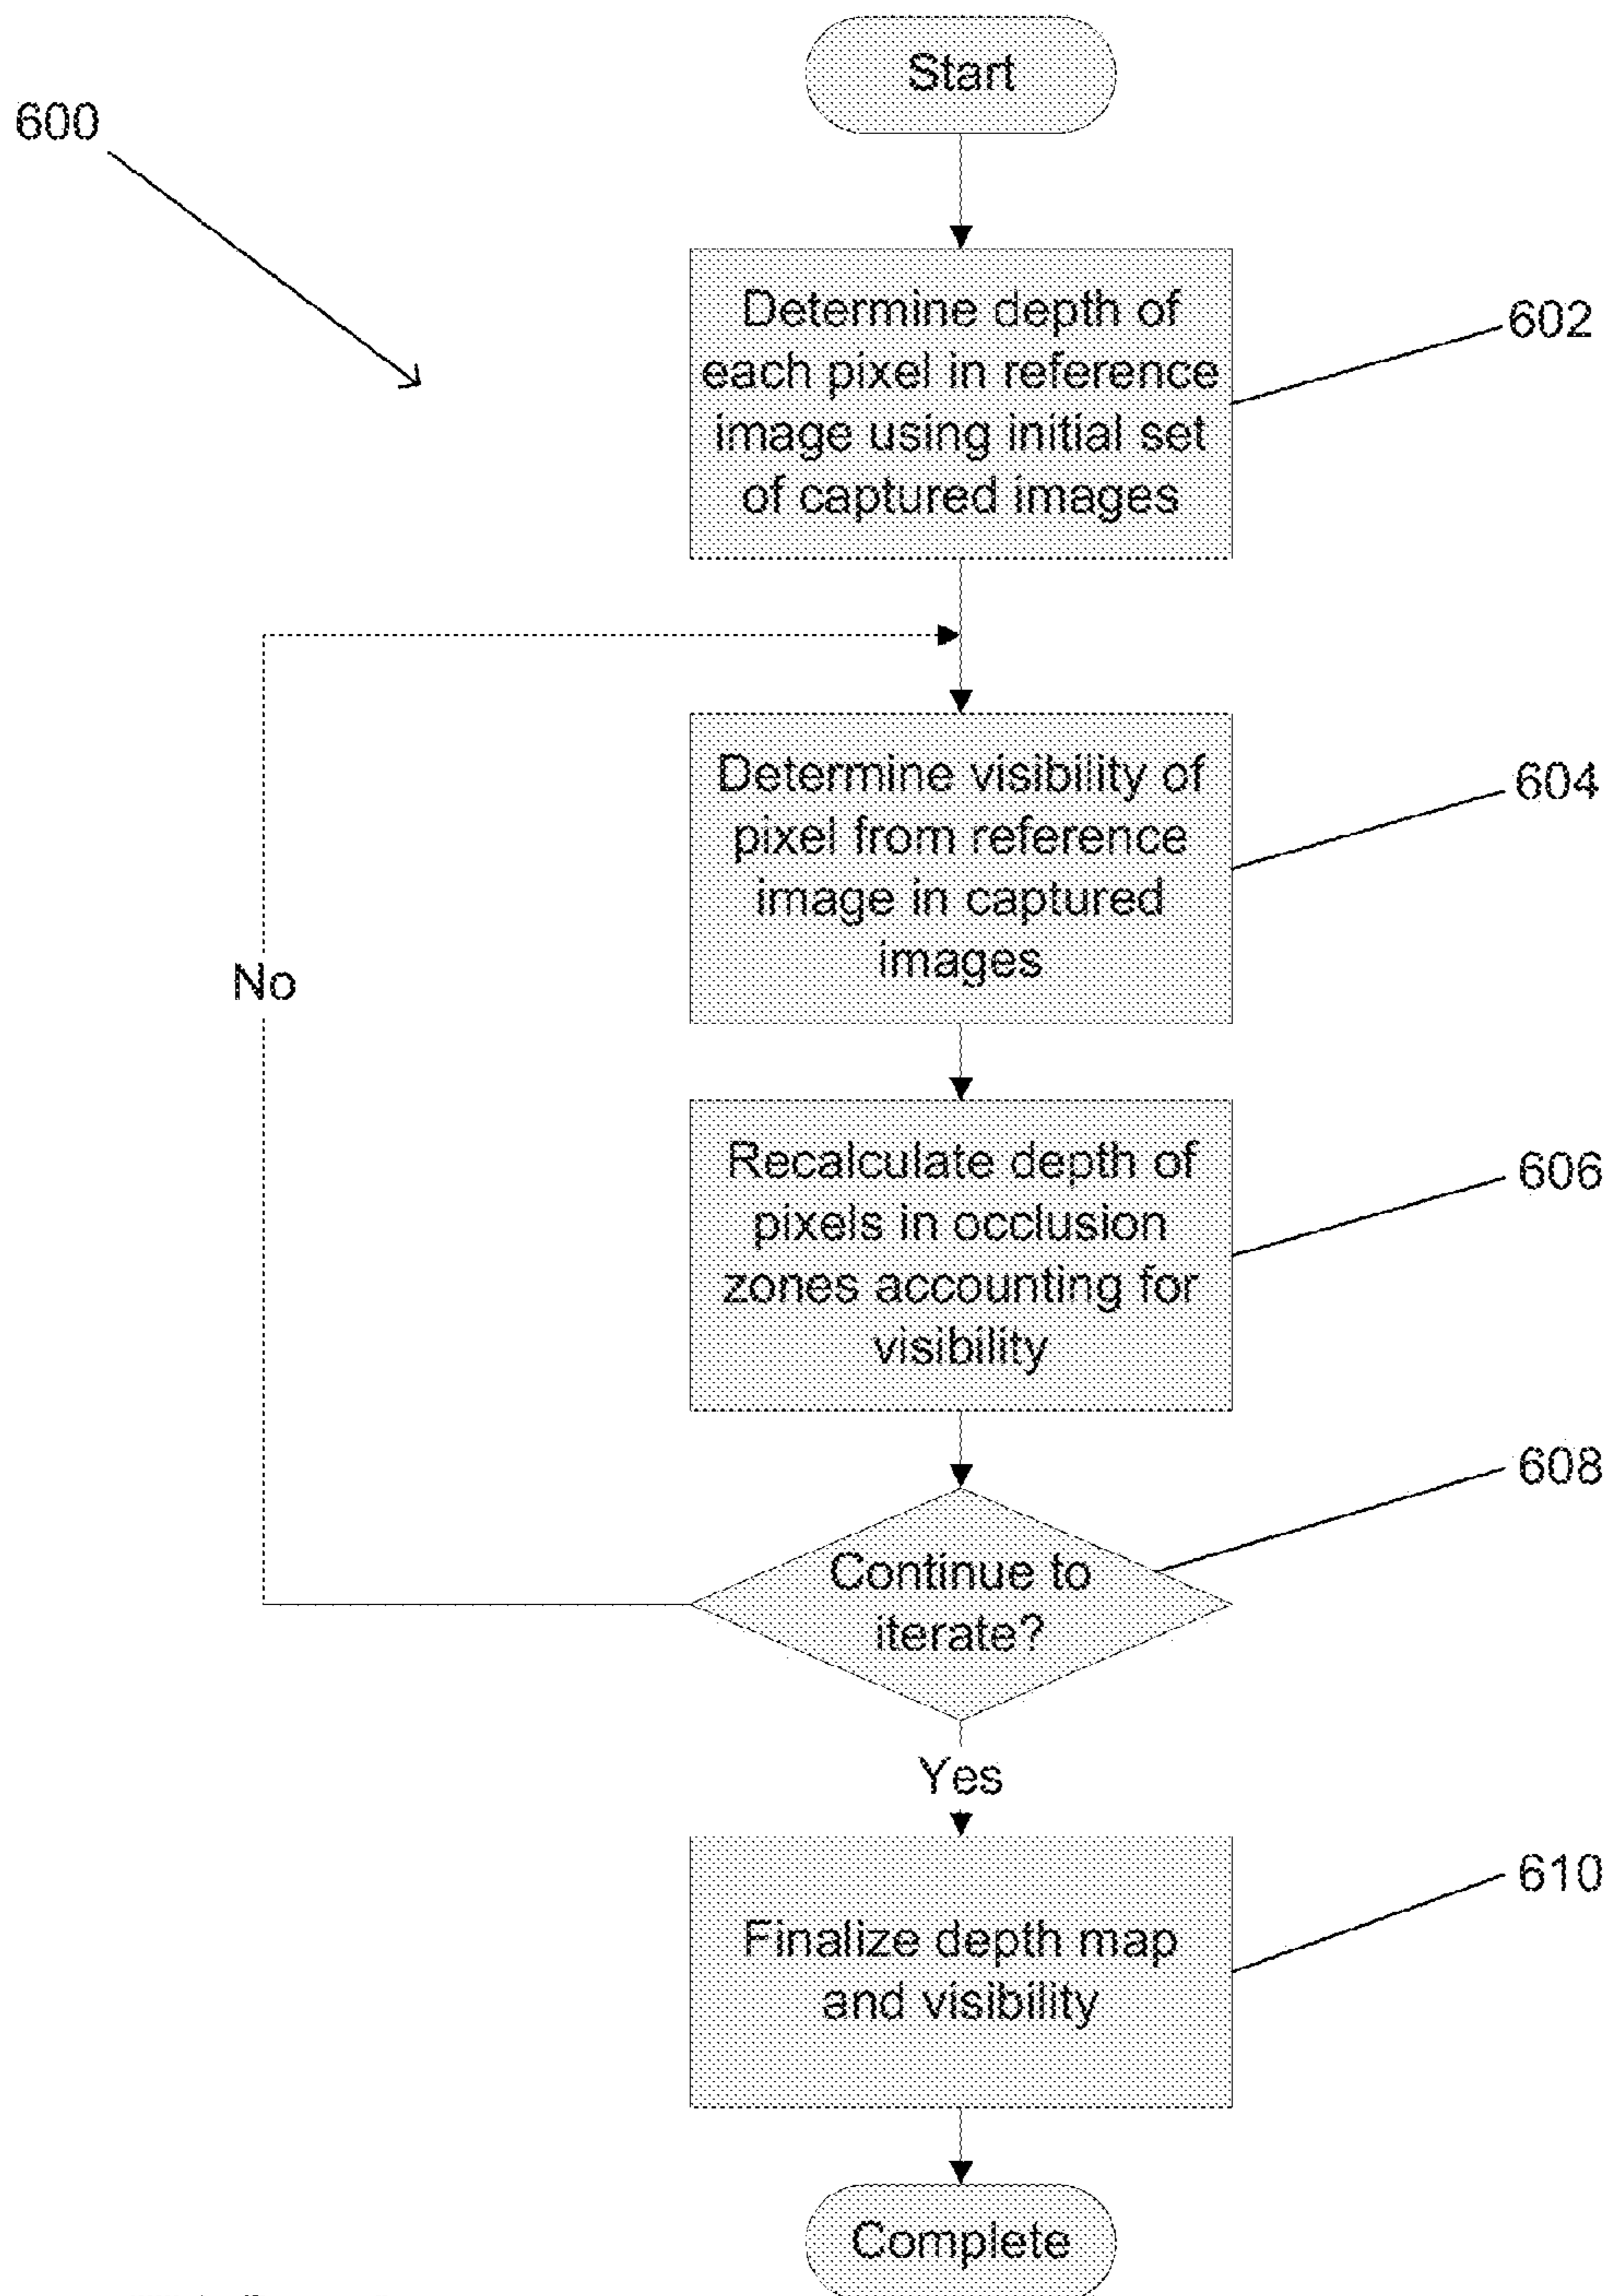 Start
600
Determine depth of
each pixel in reference
image using initial set
of captured images
602
Determine visibility of
pixel from reference
image in captured
images
604
No
Recalculate depth of
pixels in occlusion
zones accounting for
visibility
606
608
Continue to
iterate?
Yes
610
Finalize depth map
and visibility
Complete